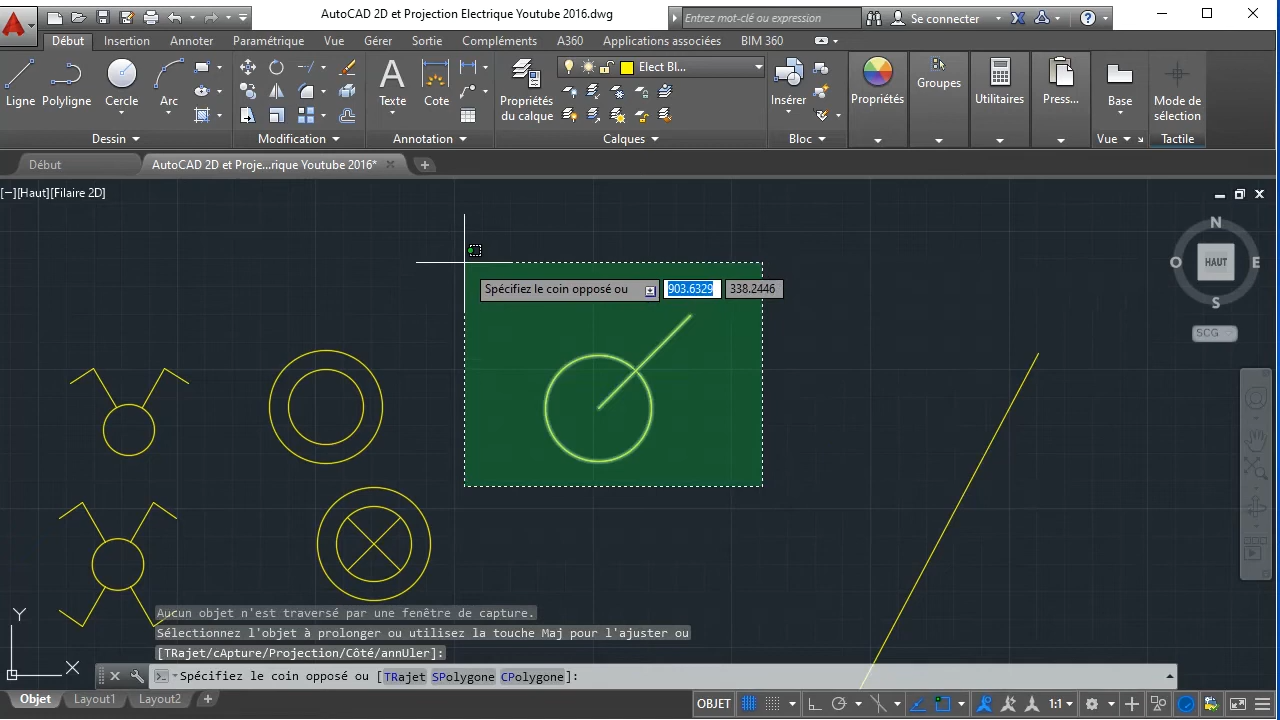 AutoCAD 2D et Projection Electrique Youtube 2016.dwg
Entrez mot-clé ou expression
Se connecter
Début Insertion Annoter Paramétrique Vue Gérer Sortie Compléments A360 Applications associées BIM 360
Ligne Polyligne Cercle Arc
Texte Cote
Propriétés du calque
Elect Bl...
Insérer
Propriétés
Groupes
Utilitaires
Press...
Base
Mode de sélection
Dessin Modification Annotation Calques Bloc Vue Tactile
Début
AutoCAD 2D et Proje...rique Youtube 2016*
[−][Haut][Filaire 2D]
N
O HAUT E
S
SCG
Spécifiez le coin opposé ou 903.6329 338.2446
Aucun objet n'est traversé par une fenêtre de capture.
Sélectionnez l'objet à prolonger ou utilisez la touche Maj pour l'ajuster ou
[TRajet/cApture/Projection/Côté/annUler]:
Y
X
Spécifiez le coin opposé ou [TRajet SPolygone CPolygone]:
Objet Layout1 Layout2
OBJET
1:1